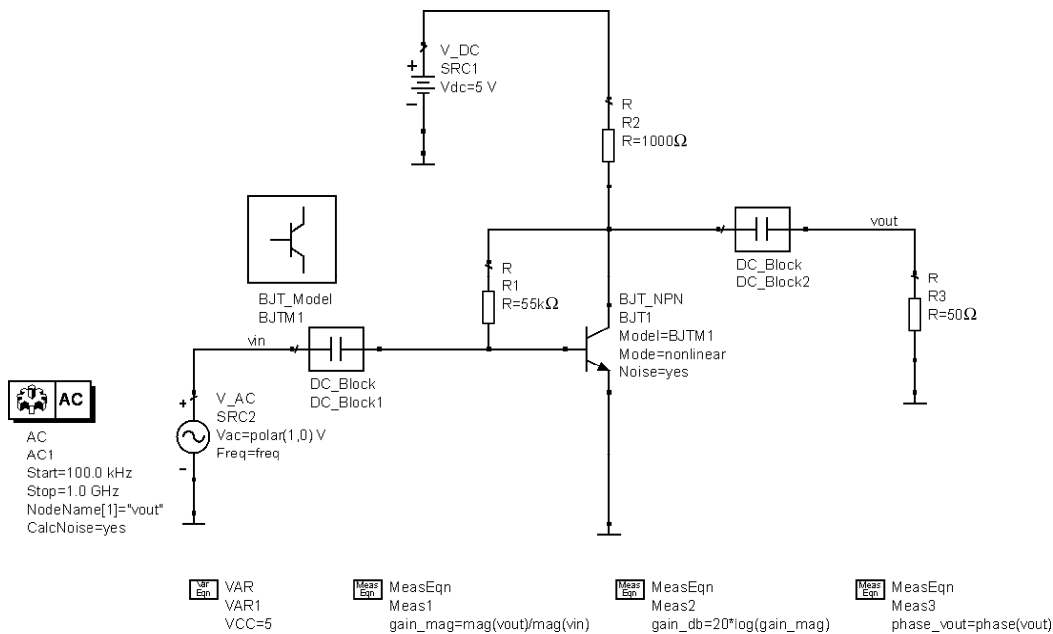 V_DC
SRC1
Vdc=5 V
+
−
R
R2
R=1000Ω
BJT_Model
BJTM1
R
R1
R=55kΩ
BJT_NPN
BJT1
Model=BJTM1
Mode=nonlinear
Noise=yes
DC_Block
DC_Block2
vout
R
R3
R=50Ω
vin
DC_Block
DC_Block1
+
V_AC
SRC2
Vac=polar(1,0) V
Freq=freq
−
AC
AC
AC1
Start=100.0 kHz
Stop=1.0 GHz
NodeName[1]="vout"
CalcNoise=yes
Var
Eqn
VAR
VAR1
VCC=5
Meas
Eqn
MeasEqn
Meas1
gain_mag=mag(vout)/mag(vin)
Meas
Eqn
MeasEqn
Meas2
gain_db=20*log(gain_mag)
Meas
Eqn
MeasEqn
Meas3
phase_vout=phase(vout)